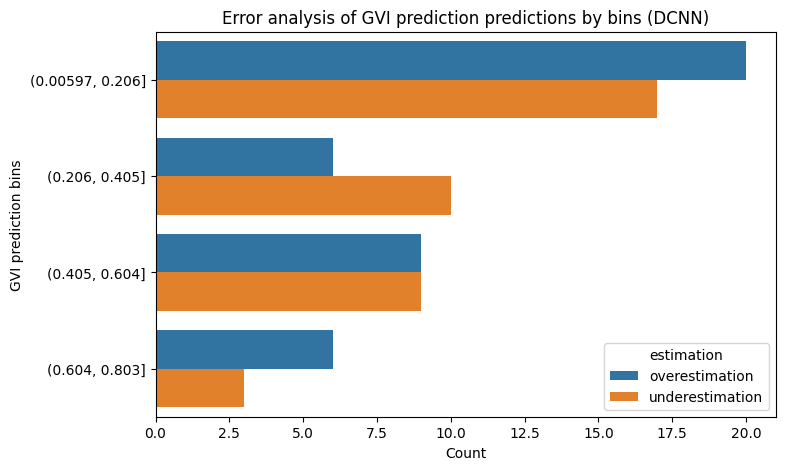 Error analysis of GVI prediction predictions by bins (DCNN)
GVI prediction bins
(0.00597, 0.206]
(0.206, 0.405]
(0.405, 0.604]
(0.604, 0.803]
estimation
overestimation
underestimation
0.0 2.5 5.0 7.5 10.0 12.5 15.0 17.5 20.0
Count